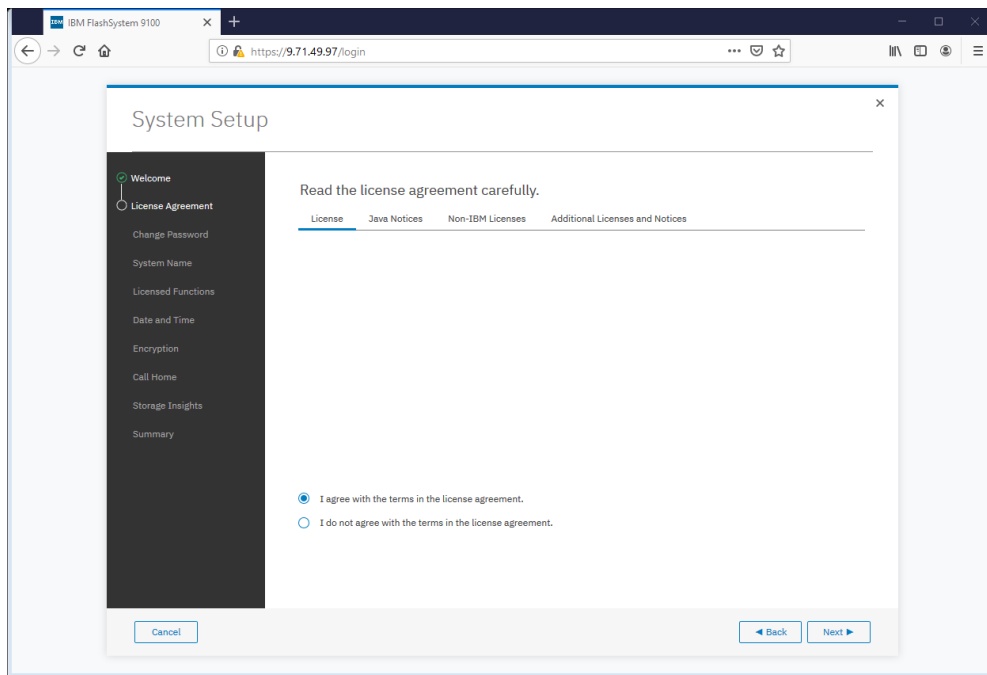 IBM FlashSystem 9100
https://9.71.49.97/login
System Setup
Welcome
License Agreement
Change Password
System Name
Licensed Functions
Date and Time
Encryption
Call Home
Storage Insights
Summary
Read the license agreement carefully.
License Java Notices Non-IBM Licenses Additional Licenses and Notices
I agree with the terms in the license agreement.
I do not agree with the terms in the license agreement.
Cancel
Back Next